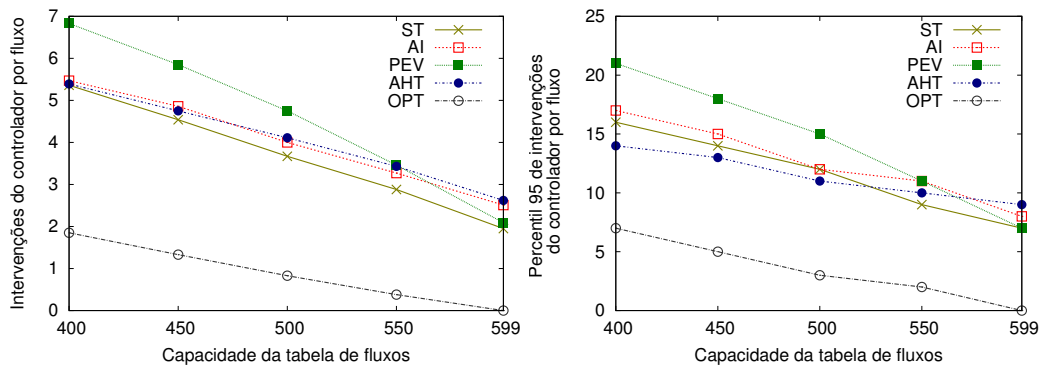 Intervenções do controlador por fluxo
7
6
5
4
3
2
1
0
400
450
500
550
599
Capacidade da tabela de fluxos
ST
AI
PEV
AHT
OPT
Percentil 95 de intervenções
do controlador por fluxo
25
20
15
10
5
0
400
450
500
550
599
Capacidade da tabela de fluxos
ST
AI
PEV
AHT
OPT